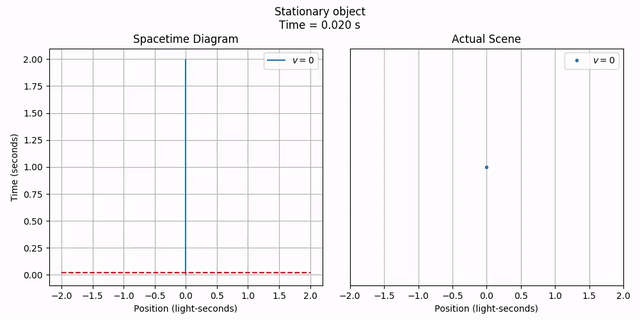 Stationary object
Time = 0.020 s
Spacetime Diagram
v = 0
2.00
1.75
1.50
1.25
1.00
0.75
0.50
0.25
0.00
Time (seconds)
−2.0 −1.5 −1.0 −0.5 0.0 0.5 1.0 1.5 2.0
Position (light-seconds)
Actual Scene
v = 0
−2.0 −1.5 −1.0 −0.5 0.0 0.5 1.0 1.5 2.0
Position (light-seconds)